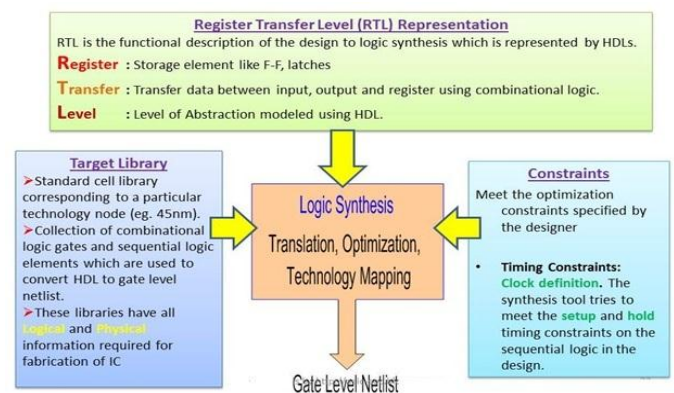 Register Transfer Level (RTL) Representation
RTL is the functional description of the design to logic synthesis which is represented by HDLs.
Register : Storage element like F-F, latches
Transfer : Transfer data between input, output and register using combinational logic.
Level : Level of Abstraction modeled using HDL.
Target Library
➢Standard cell library
corresponding to a particular
technology node (eg. 45nm).
➢Collection of combinational
logic gates and sequential logic
elements which are used to
convert HDL to gate level
netlist.
➢These libraries have all
Logical and Physical
information required for
fabrication of IC
Logic Synthesis
Translation, Optimization,
Technology Mapping
Gate Level Netlist
Constraints
Meet the optimization
constraints specified by
the designer
• Timing Constraints:
Clock definition. The
synthesis tool tries to
meet the setup and hold
timing constraints on the
sequential logic in the
design.